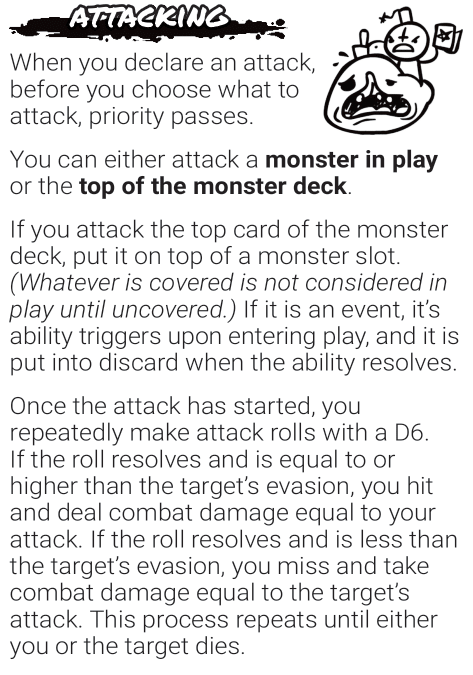 ATTACKING
When you declare an attack,
before you choose what to
attack, priority passes.
You can either attack a monster in play
or the top of the monster deck.
If you attack the top card of the monster
deck, put it on top of a monster slot.
(Whatever is covered is not considered in
play until uncovered.) If it is an event, it’s
ability triggers upon entering play, and it is
put into discard when the ability resolves.
Once the attack has started, you
repeatedly make attack rolls with a D6.
If the roll resolves and is equal to or
higher than the target’s evasion, you hit
and deal combat damage equal to your
attack. If the roll resolves and is less than
the target’s evasion, you miss and take
combat damage equal to the target’s
attack. This process repeats until either
you or the target dies.